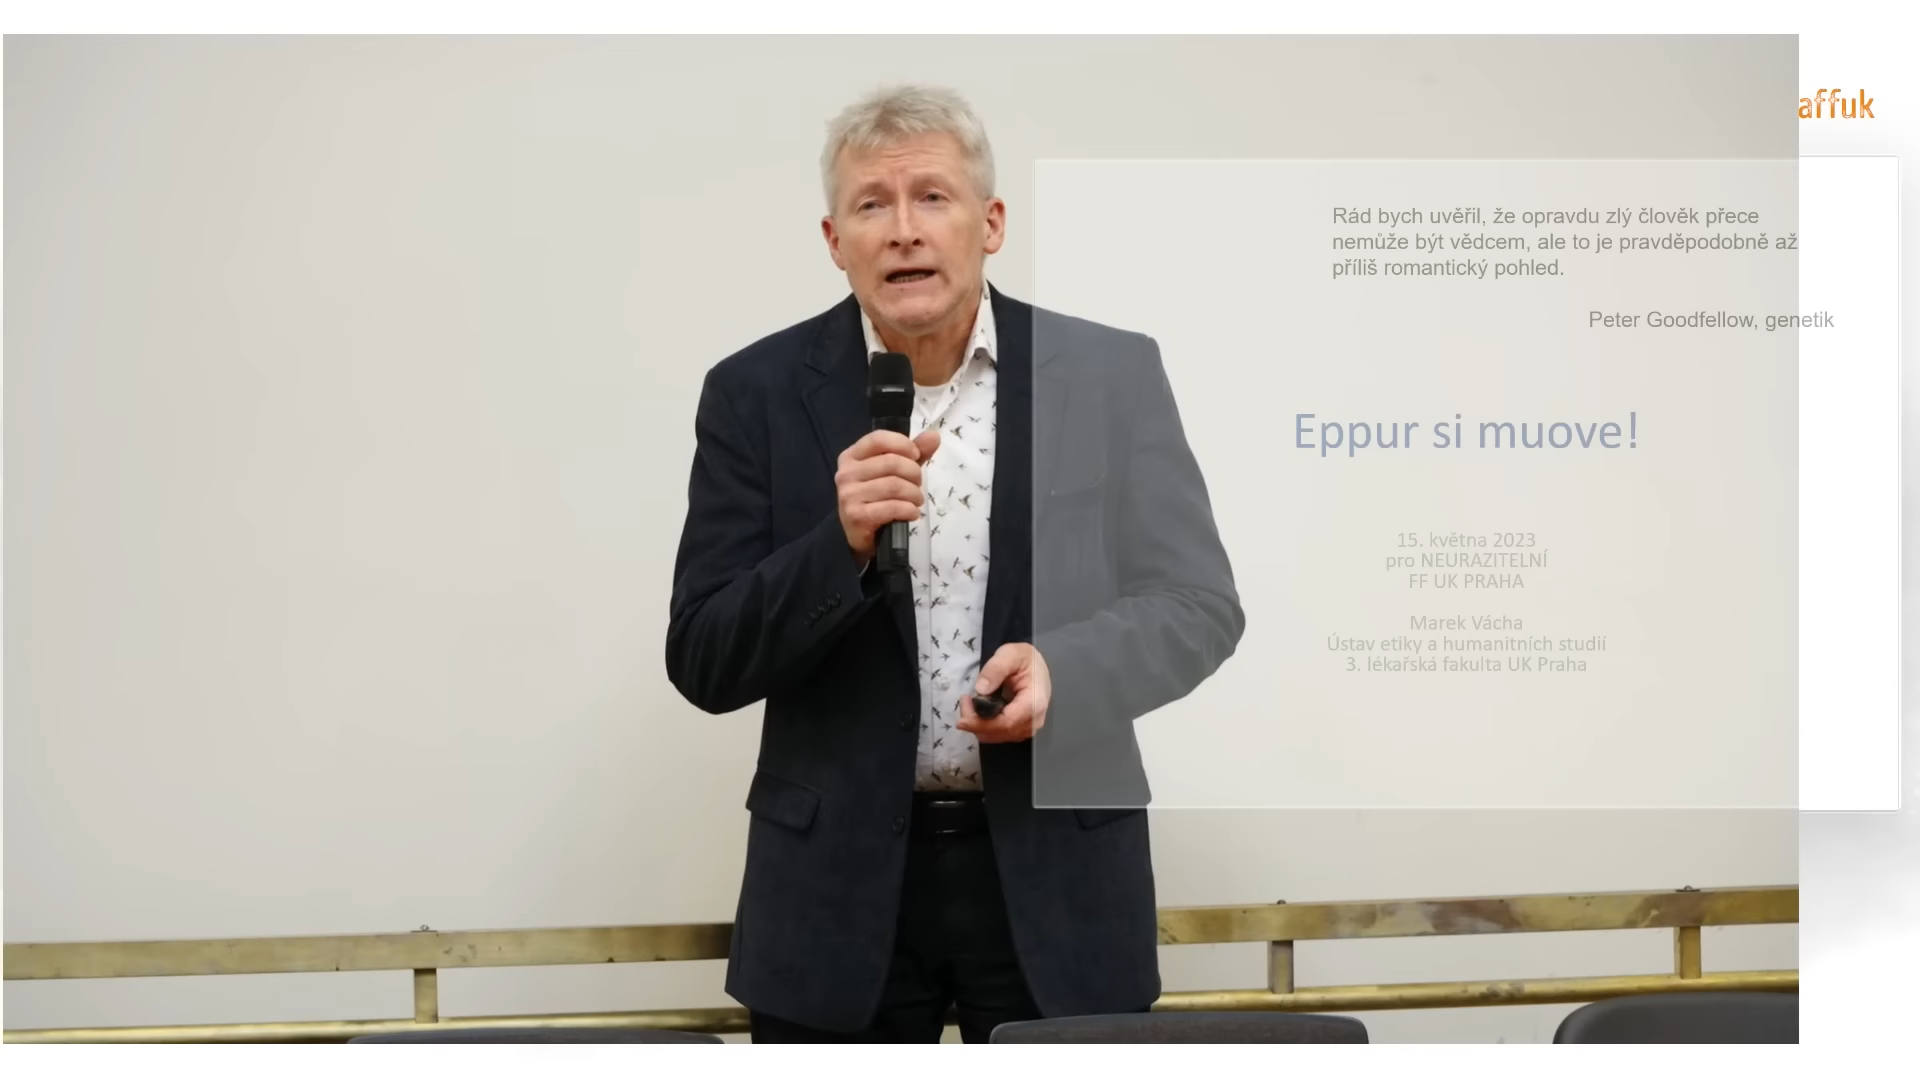 affuk
Rád bych uvěřil, že opravdu zlý člověk přece
nemůže být vědcem, ale to je pravděpodobně až
příliš romantický pohled.
Peter Goodfellow, genetik
Eppur si muove!
15. května 2023
pro NEURAZITELNÍ
FF UK PRAHA
Marek Vácha
Ústav etiky a humanitních studií
3. lékařská fakulta UK Praha